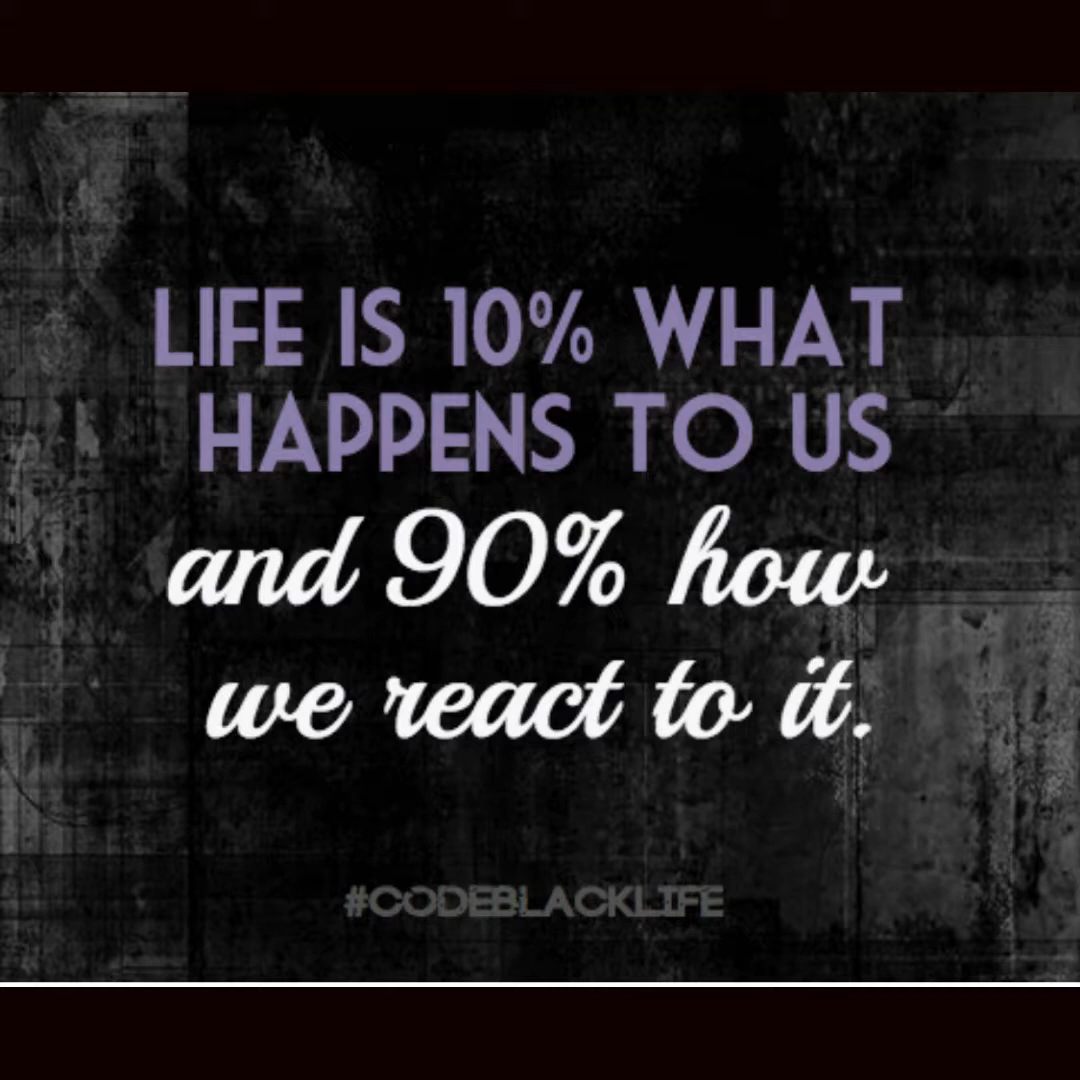 LIFE IS 10% WHAT
HAPPENS TO US
and 90% how
we react to it.
#CODEBLACKLIFE